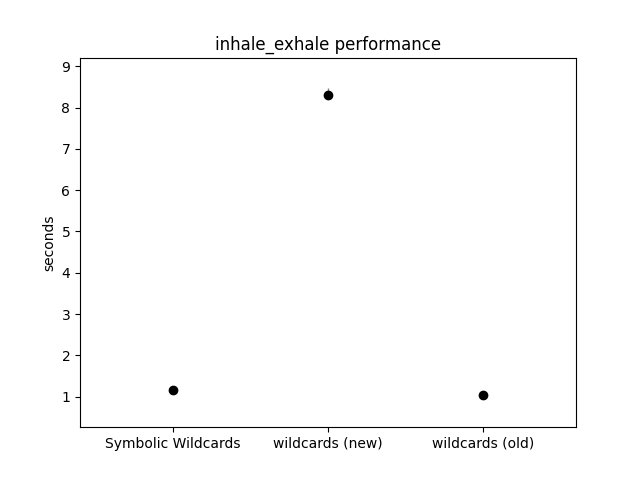 inhale_exhale performance
9
8
7
6
5
4
3
2
1
seconds
Symbolic Wildcards
wildcards (new)
wildcards (old)